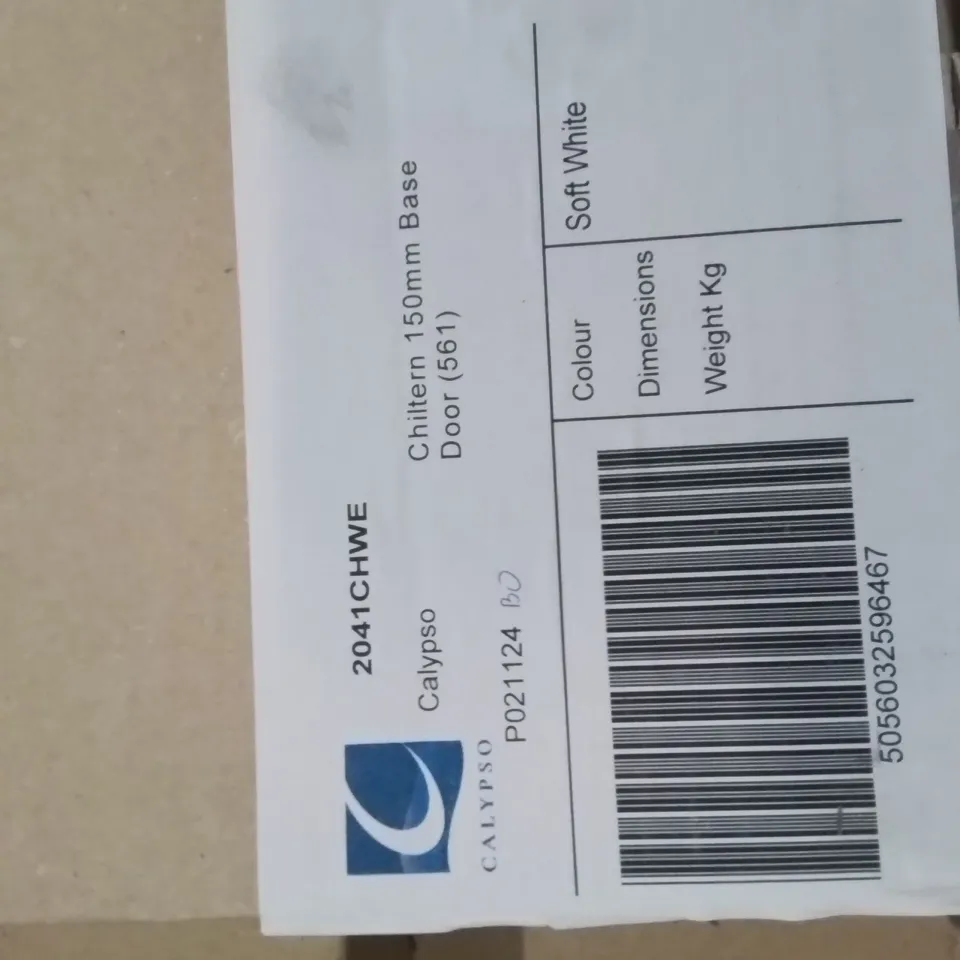 2041CHWE
Calypso
Chiltern 150mm Base
Door (561)
CALYPSO
P021124 BO
Colour
Soft White
Dimensions
Weight Kg
5056032596467